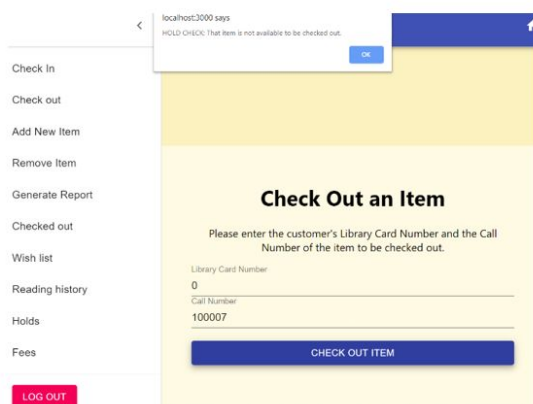 localhost:3000 says
HOLD CHECK: That item is not available to be checked out.
OK
Check In
Check out
Add New Item
Remove Item
Generate Report
Checked out
Wish list
Reading history
Holds
Fees
LOG OUT
Check Out an Item
Please enter the customer's Library Card Number and the Call
Number of the item to be checked out.
Library Card Number
0
Call Number
100007
CHECK OUT ITEM